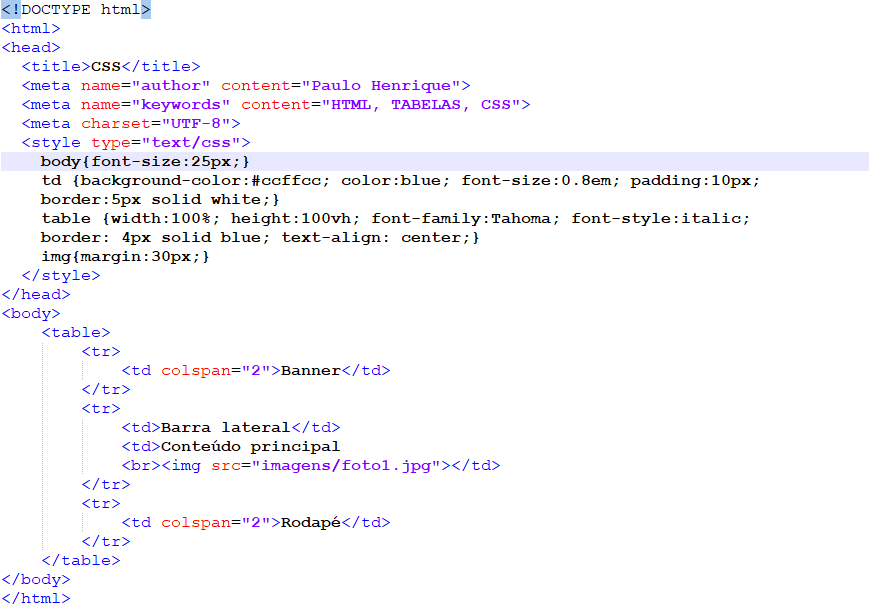 <!DOCTYPE html>
<html>
<head>
  <title>CSS</title>
  <meta name="author" content="Paulo Henrique">
  <meta name="keywords" content="HTML, TABELAS, CSS">
  <meta charset="UTF-8">
  <style type="text/css">
    body{font-size:25px;}
    td {background-color:#ccffcc; color:blue; font-size:0.8em; padding:10px;
    border:5px solid white;}
    table {width:100%; height:100vh; font-family:Tahoma; font-style:italic;
    border: 4px solid blue; text-align: center;}
    img{margin:30px;}
  </style>
</head>
<body>
    <table>
        <tr>
            <td colspan="2">Banner</td>
        </tr>
        <tr>
            <td>Barra lateral</td>
            <td>Conteúdo principal
            <br><img src="imagens/foto1.jpg"></td>
        </tr>
        <tr>
            <td colspan="2">Rodapé</td>
        </tr>
    </table>
</body>
</html>